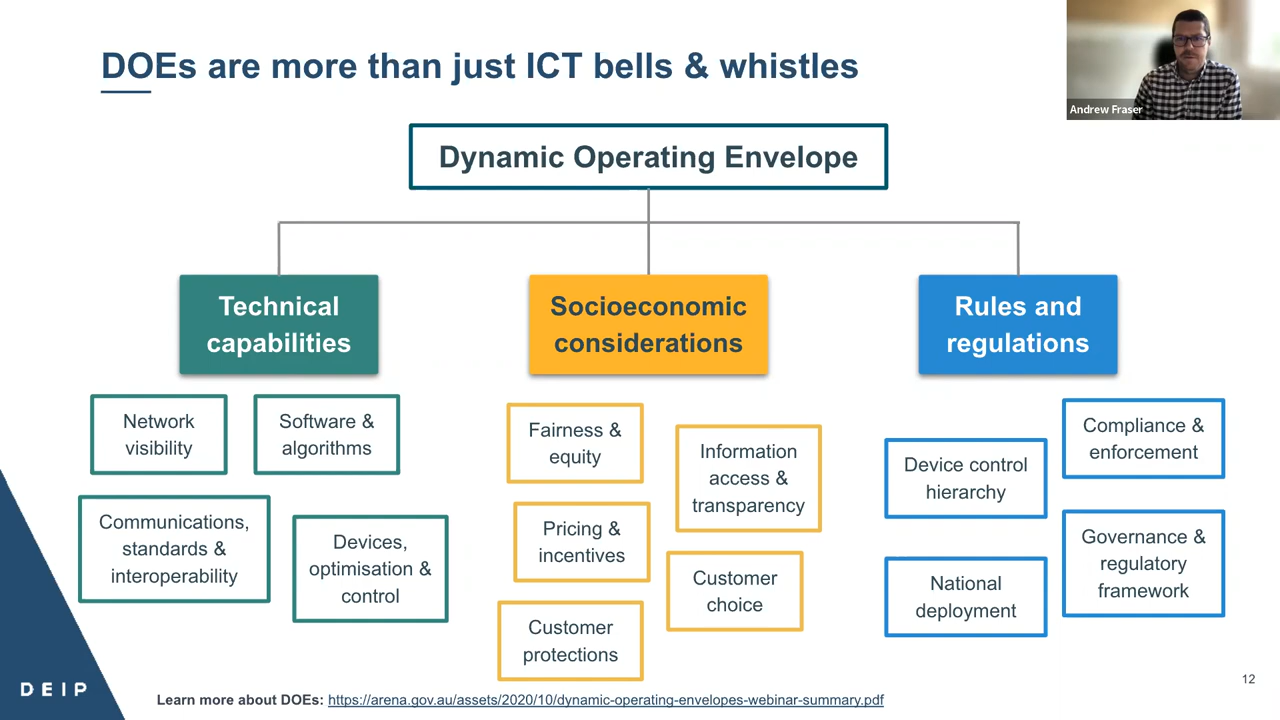 DOEs are more than just ICT bells & whistles
Andrew Fraser
Dynamic Operating Envelope
Technical
capabilities
Network
visibility
Software &
algorithms
Communications,
standards &
interoperability
Devices,
optimisation &
control
Socioeconomic
considerations
Fairness &
equity
Information
access &
transparency
Pricing &
incentives
Customer
choice
Customer
protections
Rules and
regulations
Compliance &
enforcement
Device control
hierarchy
Governance &
regulatory
framework
National
deployment
DEIP
Learn more about DOEs: https://arena.gov.au/assets/2020/10/dynamic-operating-envelopes-webinar-summary.pdf
12